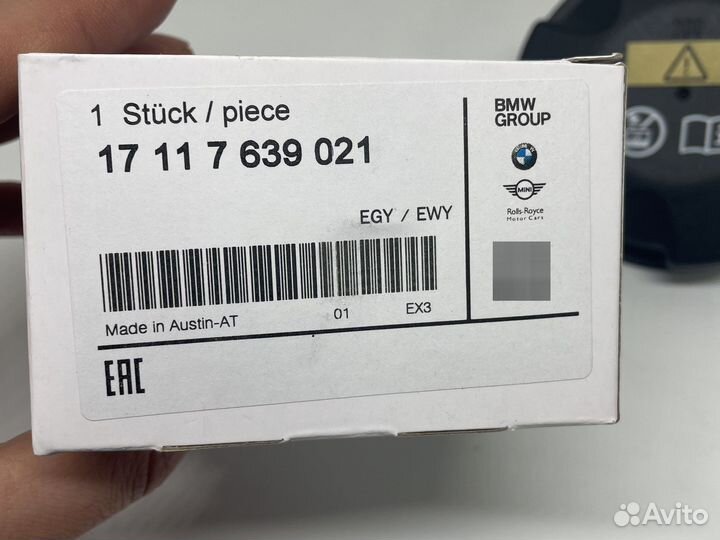 1 Stück / piece
17 11 7 639 021
EGY / EWY
Made in Austin-AT
01
EX3
EAC
BMW
GROUP
MINI
Rolls-Royce
Motor Cars
Avito